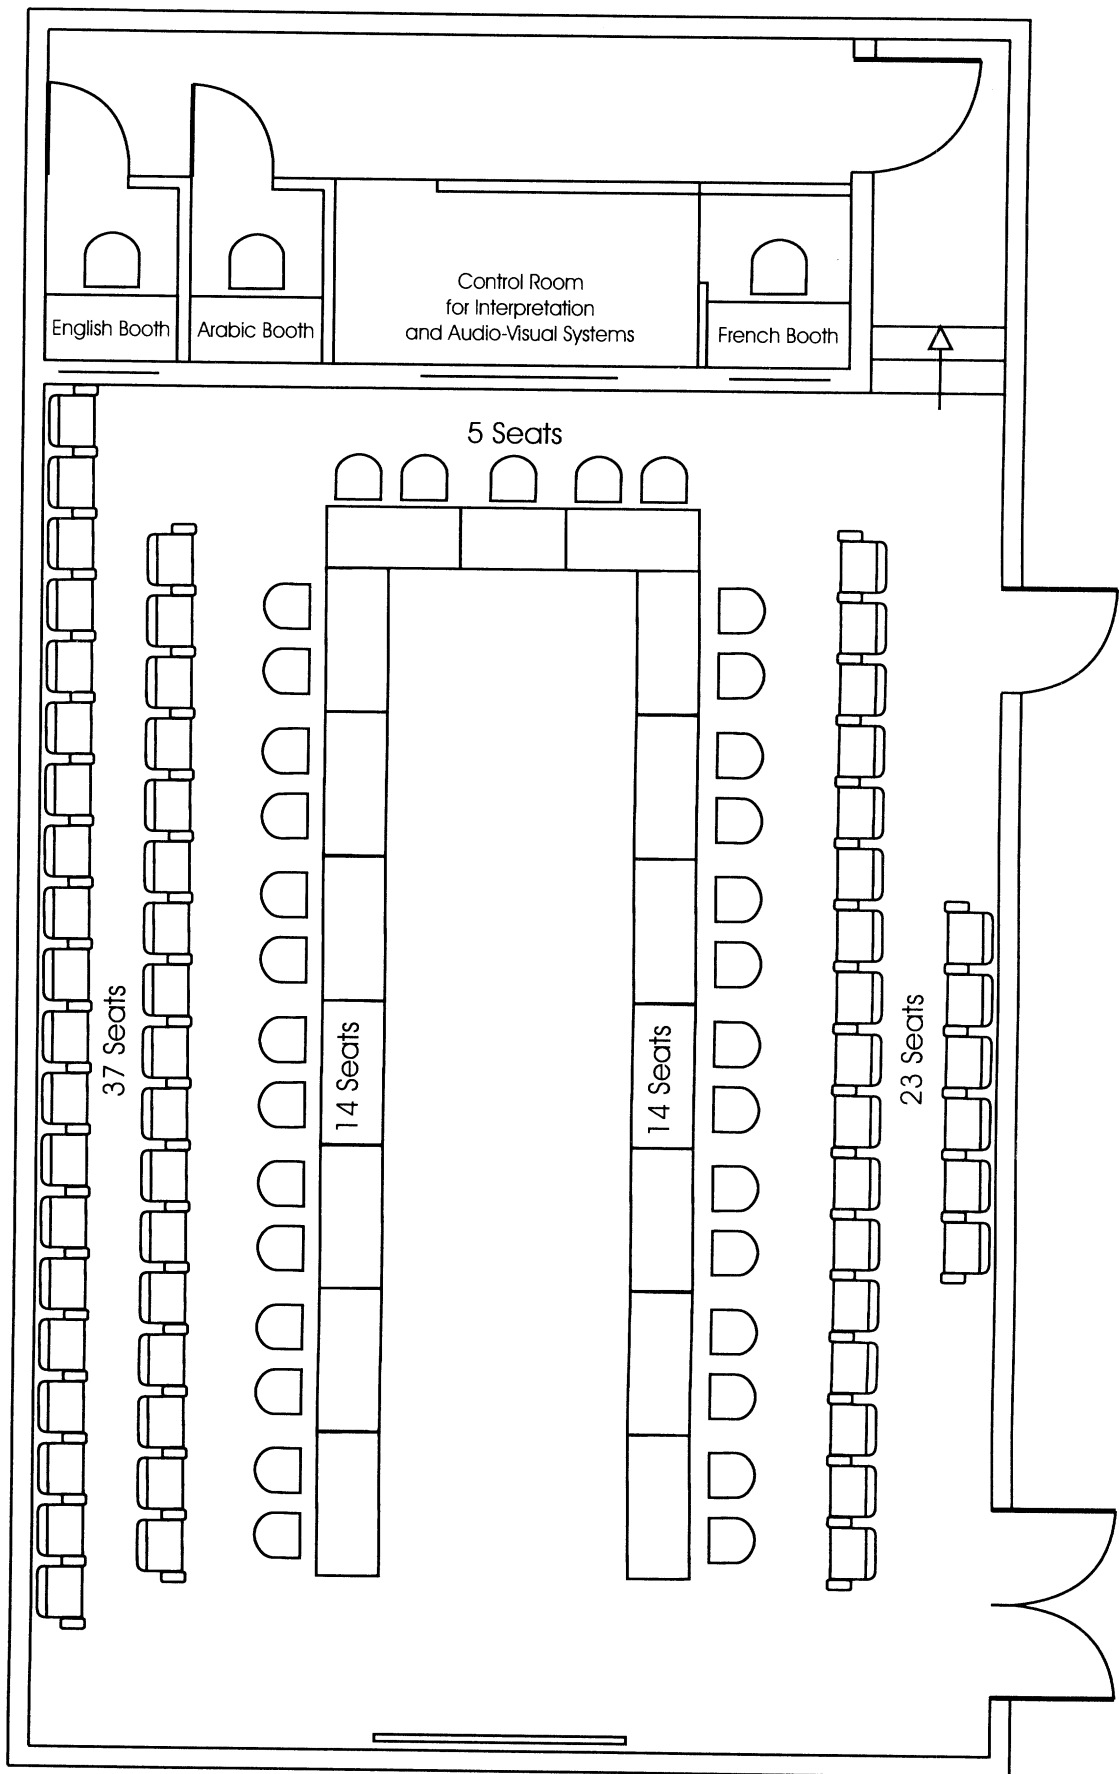 Control Room
for Interpretation
and Audio-Visual Systems
English Booth
Arabic Booth
French Booth
5 Seats
37 Seats
14 Seats
14 Seats
23 Seats